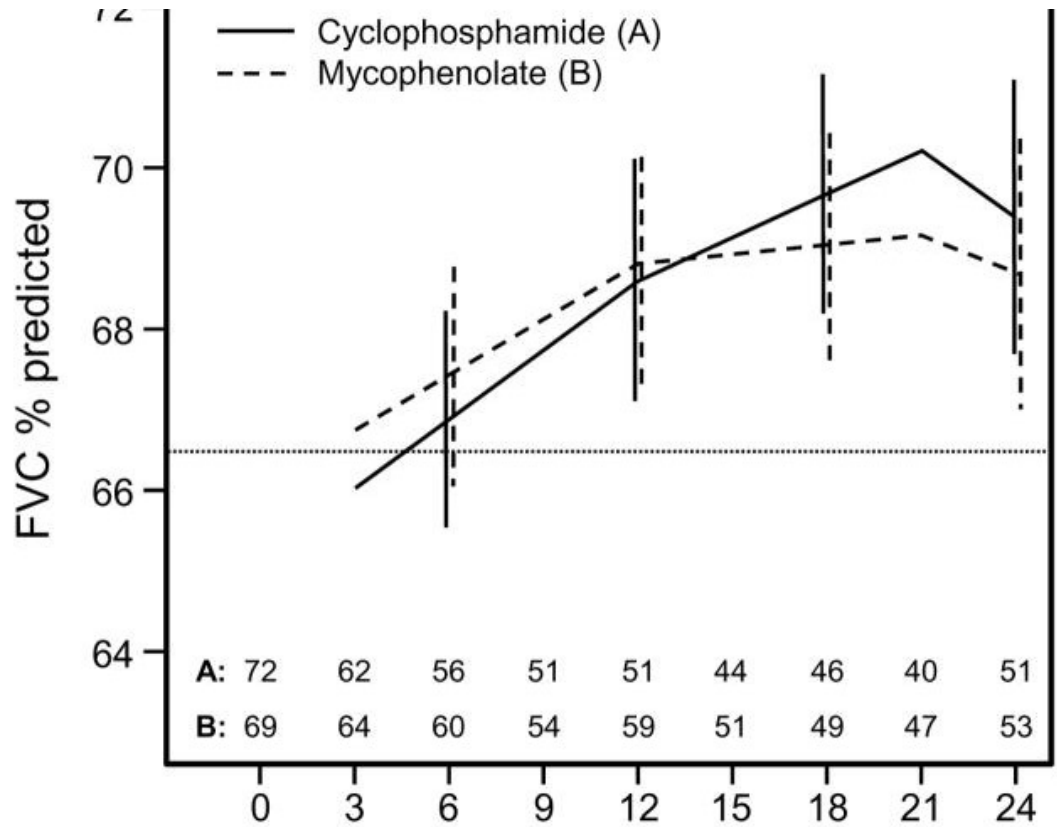 72
Cyclophosphamide (A)
Mycophenolate (B)
70
68
66
64
FVC % predicted
A: 72 62 56 51 51 44 46 40 51
B: 69 64 60 54 59 51 49 47 53
0 3 6 9 12 15 18 21 24